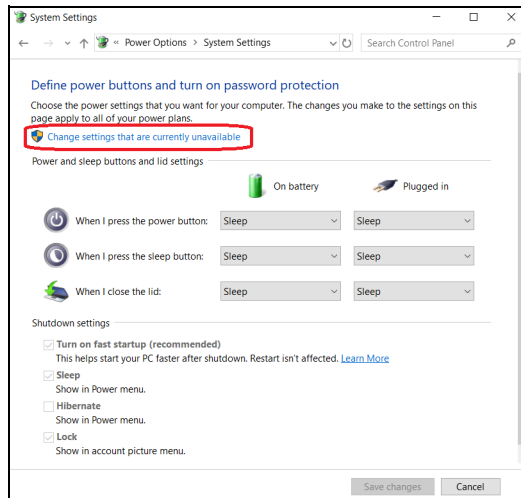 System Settings
« Power Options > System Settings
Search Control Panel
Define power buttons and turn on password protection
Choose the power settings that you want for your computer. The changes you make to the settings on this
page apply to all of your power plans.
Change settings that are currently unavailable
Power and sleep buttons and lid settings
On battery Plugged in
When I press the power button: Sleep Sleep
When I press the sleep button: Sleep Sleep
When I close the lid: Sleep Sleep
Shutdown settings
Turn on fast startup (recommended)
This helps start your PC faster after shutdown. Restart isn't affected. Learn More
Sleep
Show in Power menu.
Hibernate
Show in Power menu.
Lock
Show in account picture menu.
Save changes Cancel